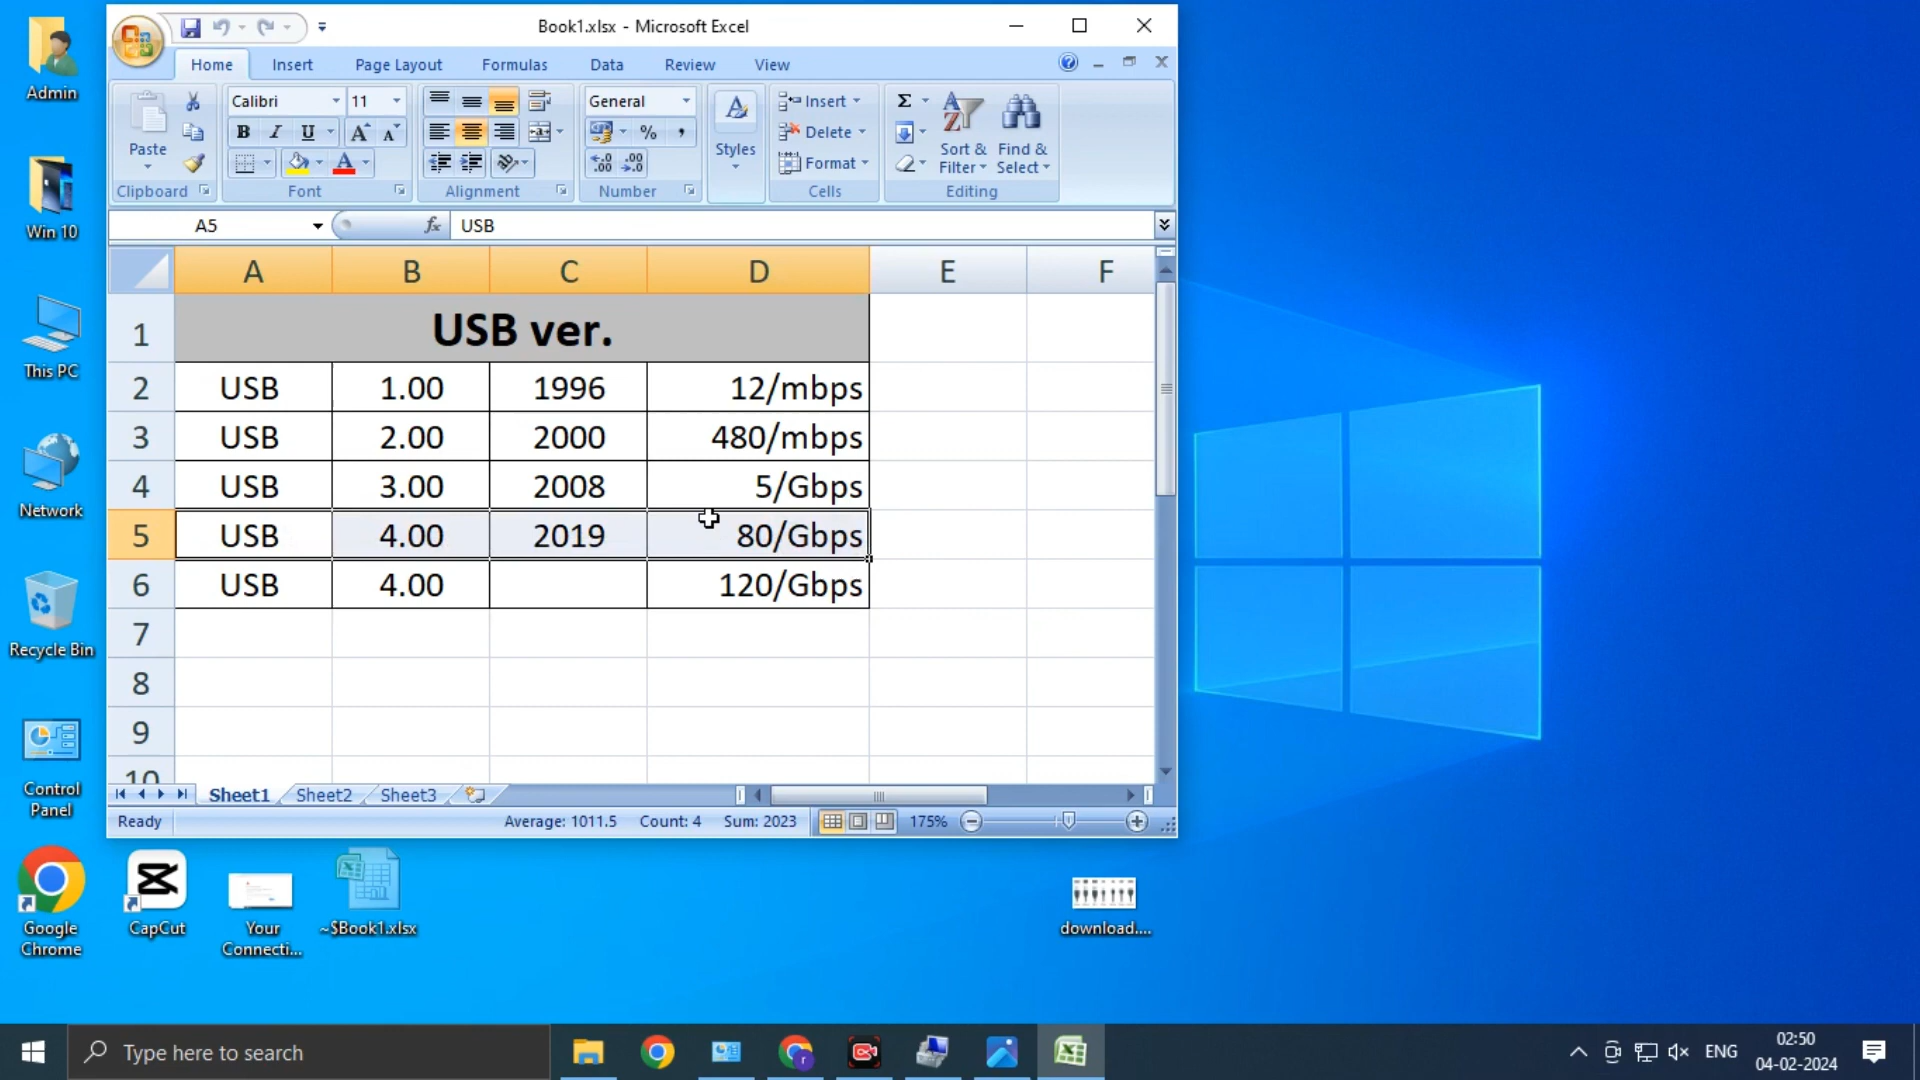 Book1.xlsx - Microsoft Excel
Home Insert Page Layout Formulas Data Review View
Paste
Clipboard
Calibri 11
B I U A A
A
Font
Alignment
General
% ,
Number
Styles
Insert
Delete
Format
Cells
Σ
Sort & Filter
Find & Select
Editing
A5 fx USB
A B C D E F
1 USB ver.
2 USB 1.00 1996 12/mbps
3 USB 2.00 2000 480/mbps
4 USB 3.00 2008 5/Gbps
5 USB 4.00 2019 80/Gbps
6 USB 4.00 120/Gbps
7
8
9
10
Sheet1 Sheet2 Sheet3
Ready Average: 1011.5 Count: 4 Sum: 2023 175%
Admin
Win 10
This PC
Network
Recycle Bin
Control
Panel
Google
Chrome
CapCut
Your
Connecti...
~$Book1.xlsx
download....
Type here to search
ENG
02:50
04-02-2024